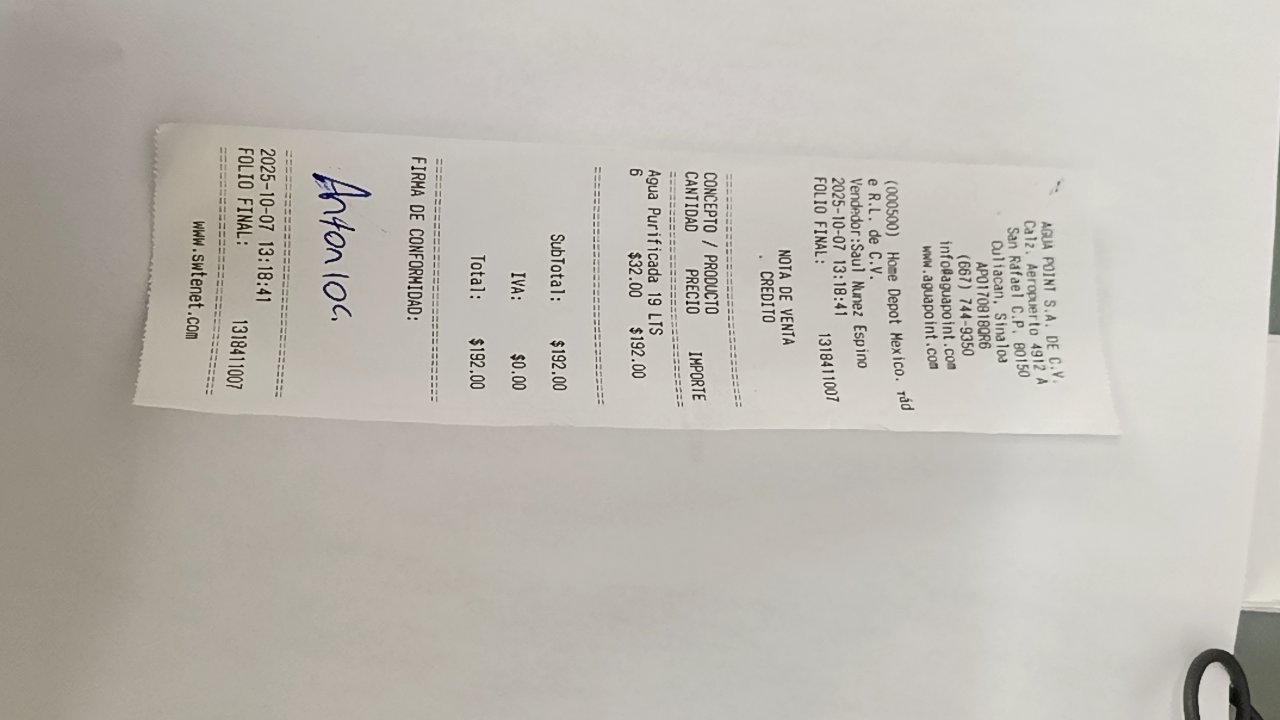 AGUA POINT S.A. DE C.V.
Calz. Aeropuerto 4912 A
San Rafael C.P. 80150
Culiacan, Sinaloa
APO170818QR6
(667) 744-9350
info@aguapoint.com
www.aguapoint.com
(000500) Home Depot Mexico. rád
e R.L. de C.V.
Vendedor:Saul Nunez Espino
2025-10-07 13:18:41
FOLIO FINAL: 1318411007
NOTA DE VENTA
. CREDITO
CONCEPTO / PRODUCTO
CANTIDAD PRECIO IMPORTE
Agua Purificada 19 LTS
6 $32.00 $192.00
SubTotal: $192.00
IVA: $0.00
Total: $192.00
FIRMA DE CONFORMIDAD:
2025-10-07 13:18:41
FOLIO FINAL: 1318411007
www.swtenet.com